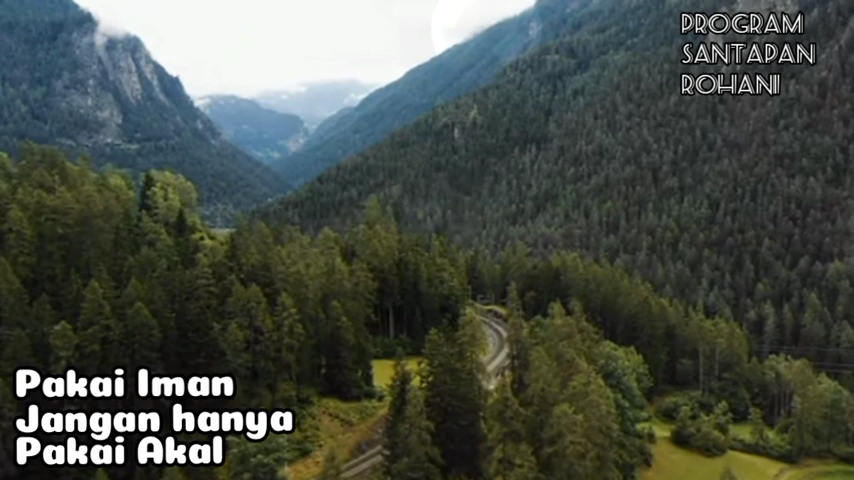 PROGRAM
SANTAPAN
ROHANI
Pakai Iman
Jangan hanya
Pakai Akal